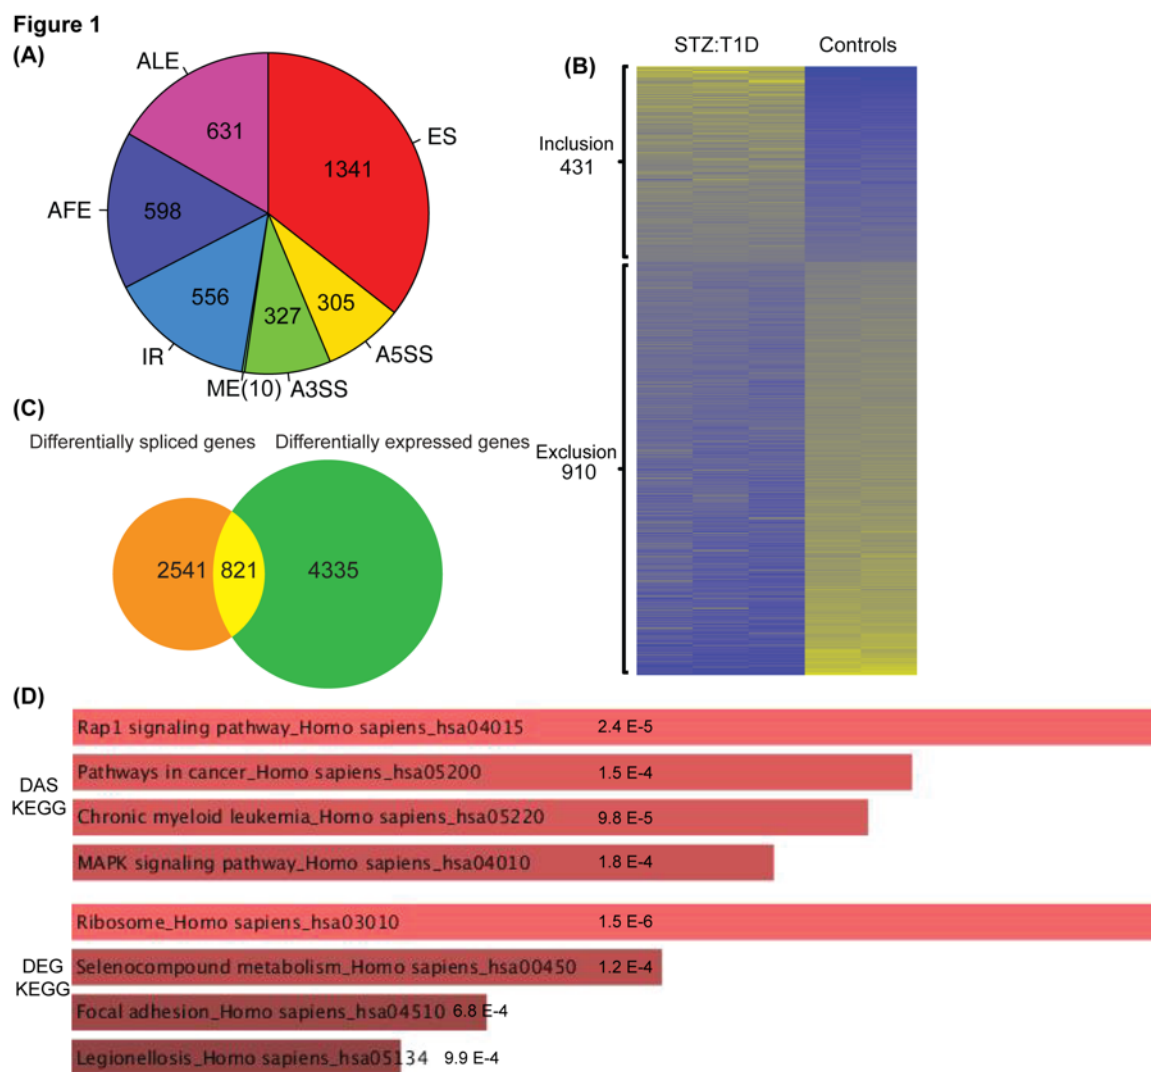 Figure 1
(A)
ALE
631
ES
1341
AFE
598
556
327
305
IR
ME(10)
A3SS
A5SS
(B)
STZ:T1D
Controls
Inclusion
431
Exclusion
910
(C)
Differentially spliced genes
Differentially expressed genes
2541
821
4335
(D)
DAS
KEGG
Rap1 signaling pathway_Homo sapiens_hsa04015 2.4 E-5
Pathways in cancer_Homo sapiens_hsa05200 1.5 E-4
Chronic myeloid leukemia_Homo sapiens_hsa05220 9.8 E-5
MAPK signaling pathway_Homo sapiens_hsa04010 1.8 E-4
DEG
KEGG
Ribosome_Homo sapiens_hsa03010 1.5 E-6
Selenocompound metabolism_Homo sapiens_hsa00450 1.2 E-4
Focal adhesion_Homo sapiens_hsa04510 6.8 E-4
Legionellosis_Homo sapiens_hsa05134 9.9 E-4